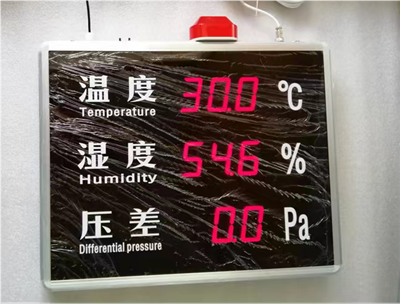 温度 30.0 ℃
Temperature
湿度 54.6 %
Humidity
压差 0.0 Pa
Differential pressure